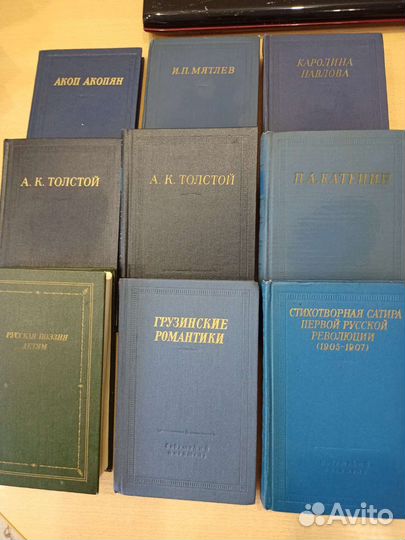 АКОП АКОПЯН
И.П.МЯТЛЕВ
КАРОЛИНА
ПАВЛОВА
А. К. ТОЛСТОЙ
А. К. ТОЛСТОЙ
П.А.КАТЕНИН
РУССКАЯ ПОЭЗИЯ
ДЕТЯМ
ГРУЗИНСКИЕ
РОМАНТИКИ
СТИХОТВОРНАЯ САТИРА
ПЕРВОЙ РУССКОЙ
РЕВОЛЮЦИИ
(1905-1907)
Avito